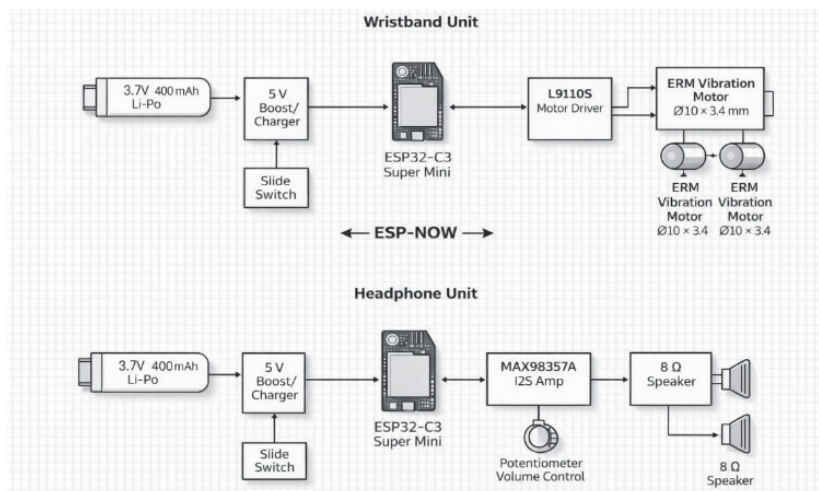 Wristband Unit
3.7V 400mAh
Li-Po
5 V
Boost/
Charger
Slide
Switch
ESP32-C3
Super Mini
L9110S
Motor Driver
ERM Vibration
Motor
Ø10 × 3.4 mm
ERM
Vibration
Motor
Ø10 × 3.4
ERM
Vibration
Motor
Ø10 × 3.4
ESP-NOW
Headphone Unit
3.7V 400mAh
Li-Po
5 V
Boost/
Charger
Slide
Switch
ESP32-C3
Super Mini
MAX98357A
I2S Amp
Potentiometer
Volume Control
8 Ω
Speaker
8 Ω
Speaker